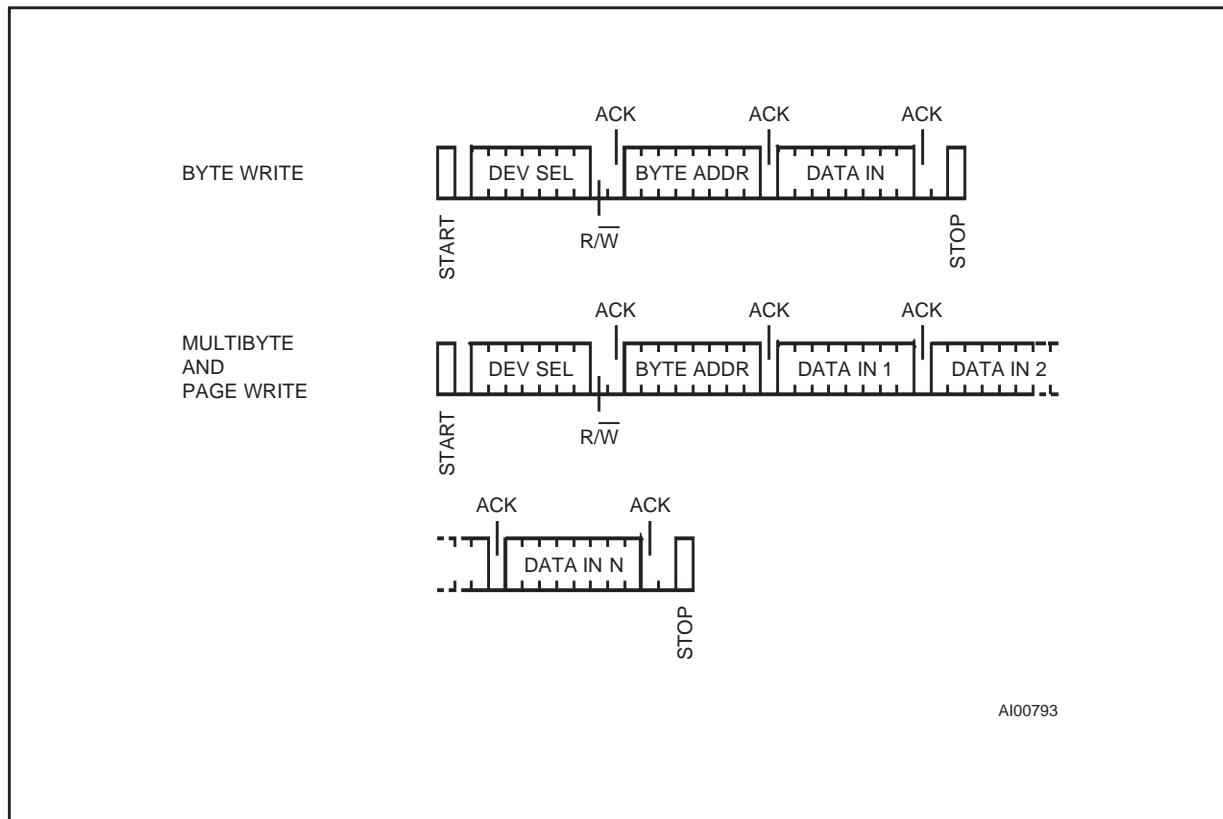 ACK ACK ACK
BYTE WRITE
DEV SEL BYTE ADDR DATA IN
R/W̅
START
STOP
ACK ACK ACK
MULTIBYTE
AND
PAGE WRITE
DEV SEL BYTE ADDR DATA IN 1 DATA IN 2
R/W̅
START
ACK ACK
DATA IN N
STOP
AI00793